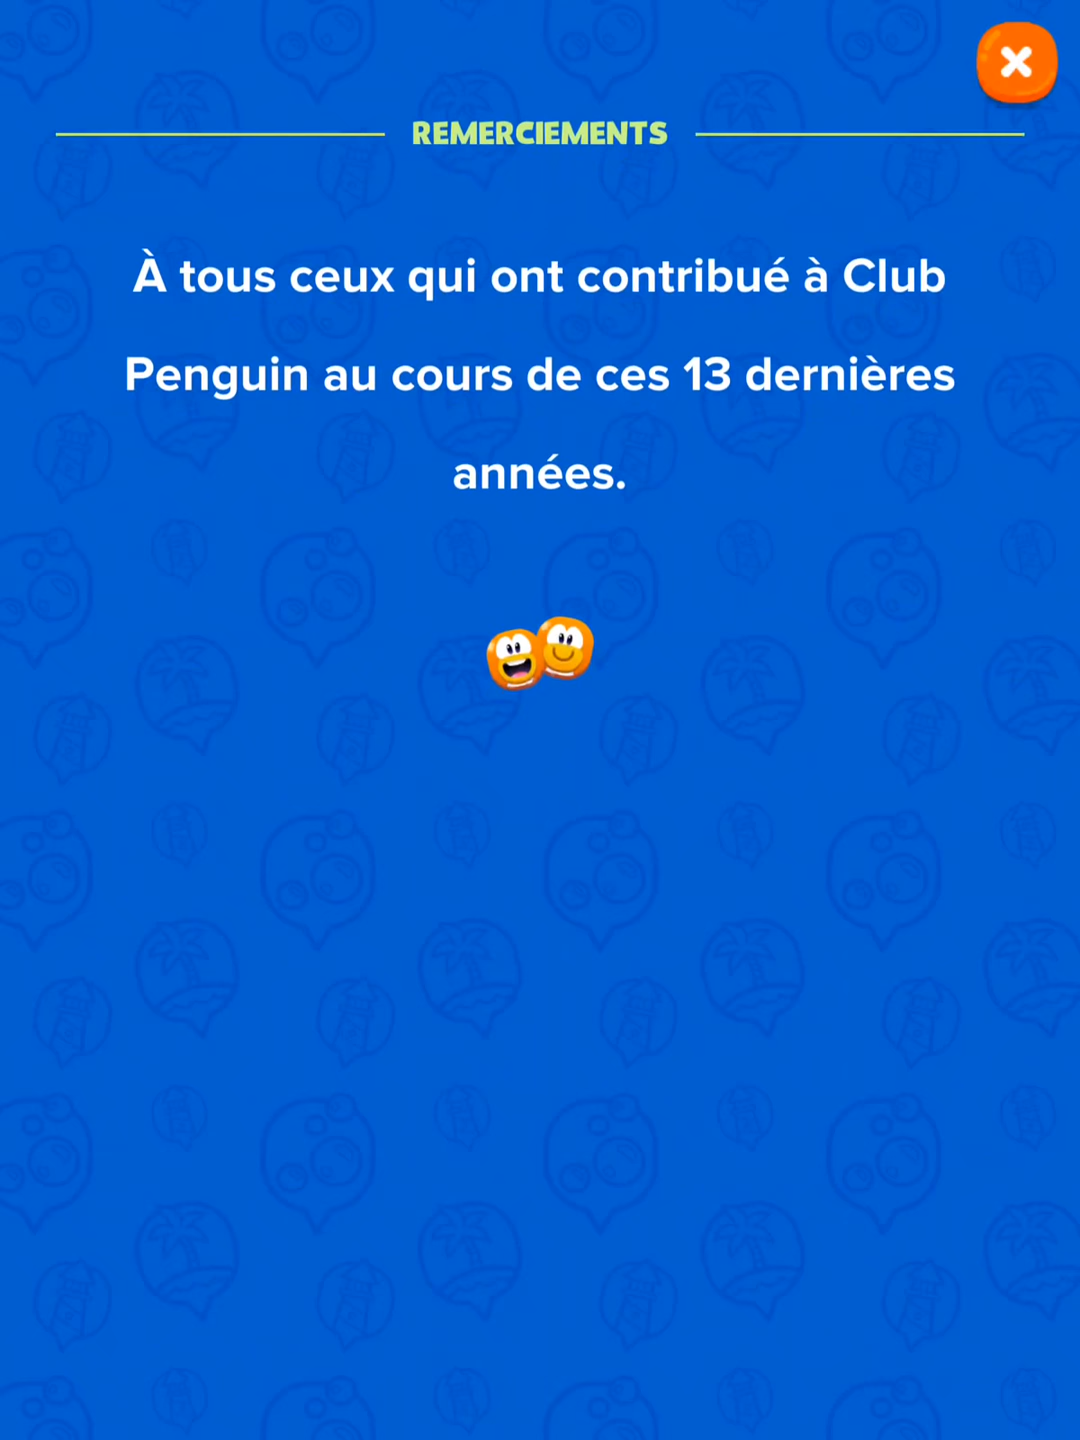 REMERCIEMENTS
À tous ceux qui ont contribué à Club
Penguin au cours de ces 13 dernières
années.